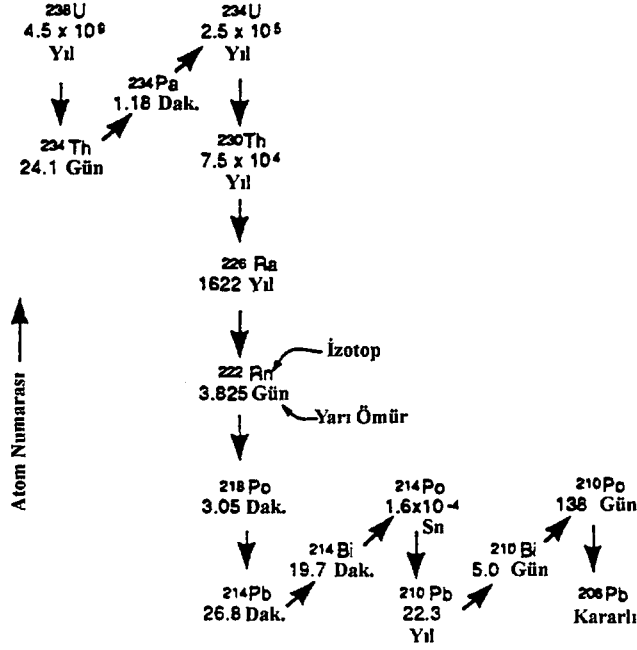 ²³⁸U
4.5 x 10⁹
Yıl
²³⁴Th
24.1 Gün
²³⁴Pa
1.18 Dak.
²³⁴U
2.5 x 10⁵
Yıl
²³⁰Th
7.5 x 10⁴
Yıl
²²⁶Ra
1622 Yıl
²²²Rn
3.825 Gün
İzotop
Yarı Ömür
Atom Numarası
²¹⁸Po
3.05 Dak.
²¹⁴Pb
26.8 Dak.
²¹⁴Bi
19.7 Dak.
²¹⁴Po
1.6x10⁻⁴
Sn
²¹⁰Pb
22.3
Yıl
²¹⁰Bi
5.0 Gün
²¹⁰Po
138 Gün
²⁰⁶Pb
Kararlı